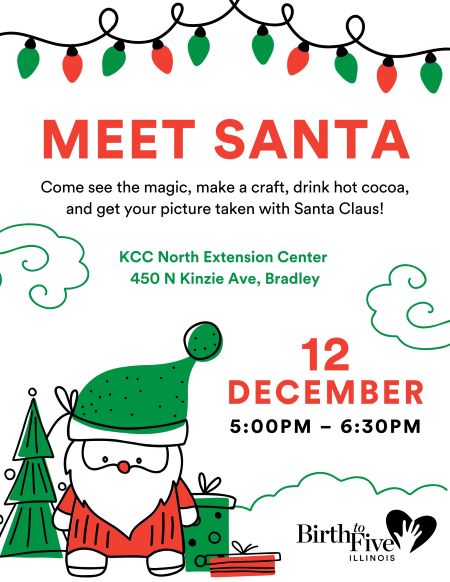 MEET SANTA
Come see the magic, make a craft, drink hot cocoa,
and get your picture taken with Santa Claus!
KCC North Extension Center
450 N Kinzie Ave, Bradley
12
DECEMBER
5:00PM – 6:30PM
Birth to Five
ILLINOIS